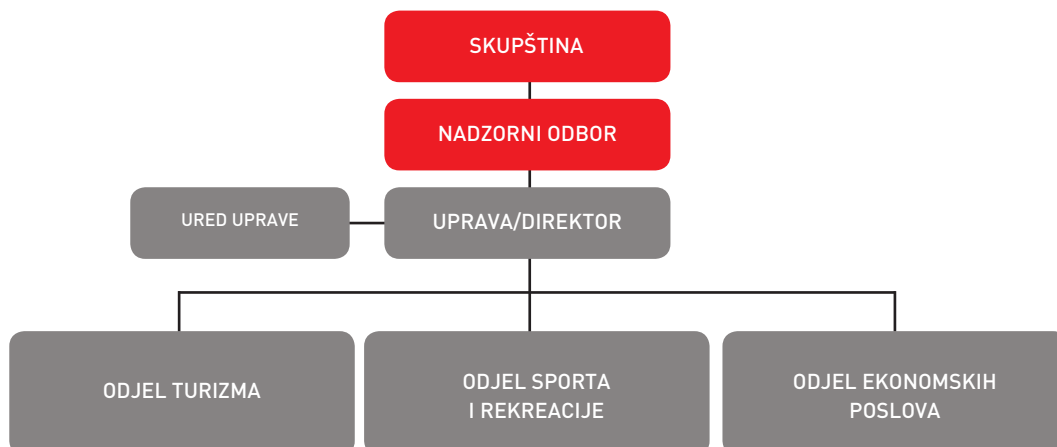 SKUPŠTINA
NADZORNI ODBOR
URED UPRAVE
UPRAVA/DIREKTOR
ODJEL TURIZMA
ODJEL SPORTA
I REKREACIJE
ODJEL EKONOMSKIH
POSLOVA